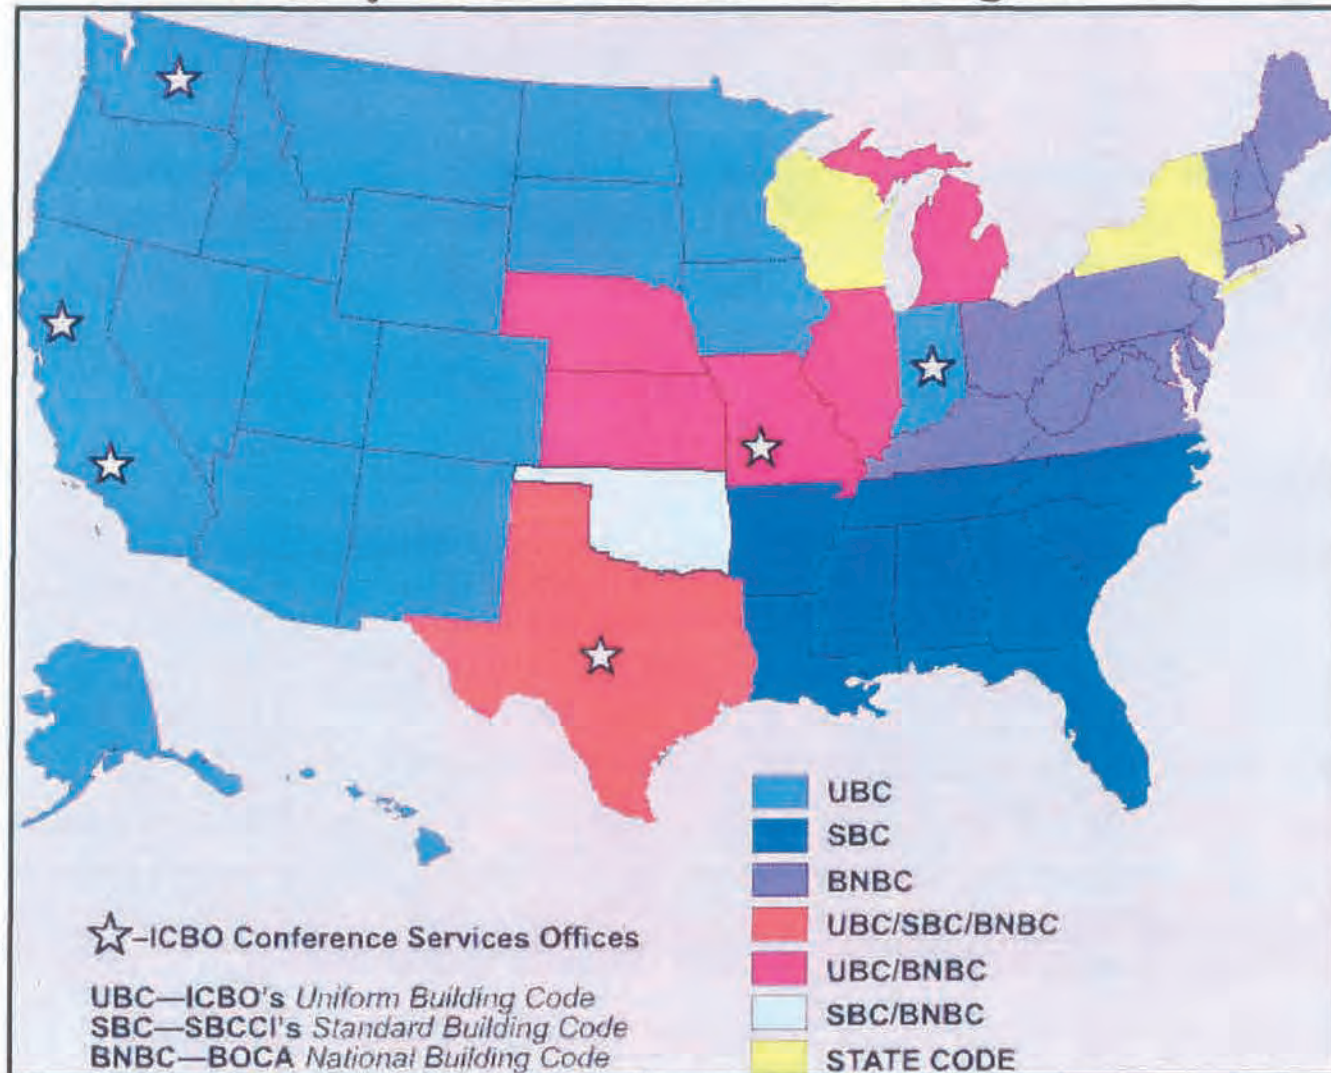 ☆–ICBO Conference Services Offices
UBC—ICBO's Uniform Building Code
SBC—SBCCI's Standard Building Code
BNBC—BOCA National Building Code
UBC
SBC
BNBC
UBC/SBC/BNBC
UBC/BNBC
SBC/BNBC
STATE CODE